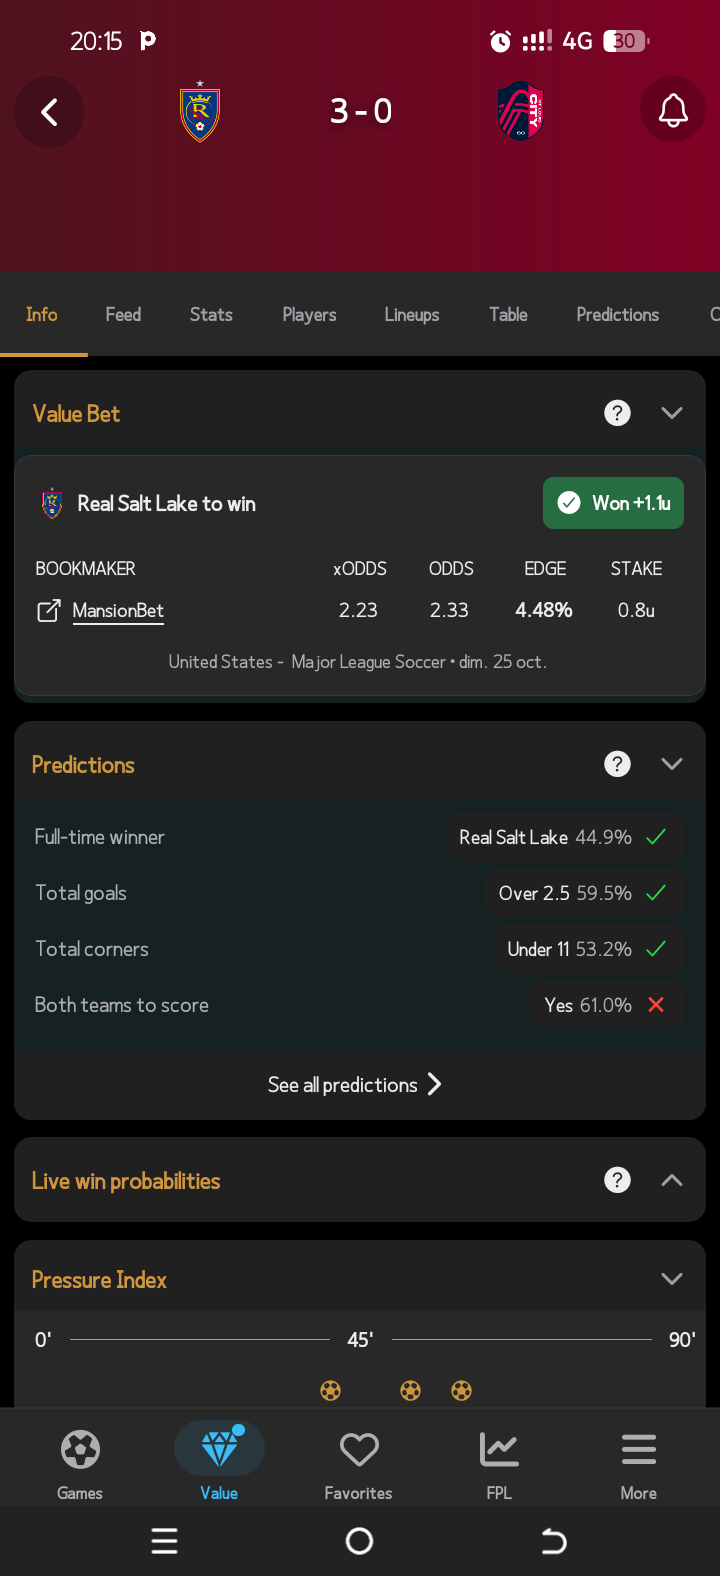 20:15 4G 30
3 - 0
CITY
Info Feed Stats Players Lineups Table Predictions
Value Bet ?
Real Salt Lake to win Won +1.1u
BOOKMAKER xODDS ODDS EDGE STAKE
MansionBet 2.23 2.33 4.48% 0.8u
United States - Major League Soccer • dim. 25 oct.
Predictions ?
Full-time winner Real Salt Lake 44.9%
Total goals Over 2.5 59.5%
Total corners Under 11 53.2%
Both teams to score Yes 61.0%
See all predictions
Live win probabilities ?
Pressure Index
0' 45' 90'
Games Value Favorites FPL More